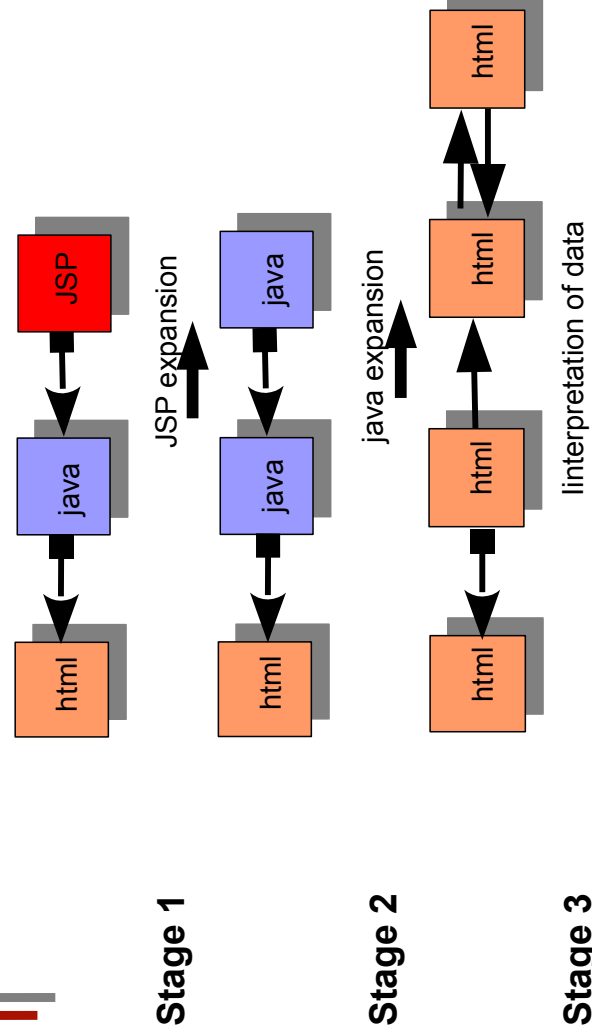 html java JSP
Stage 1 JSP expansion
html java java
Stage 2 java expansion
html html html html
Stage 3 Iinterpretation of data